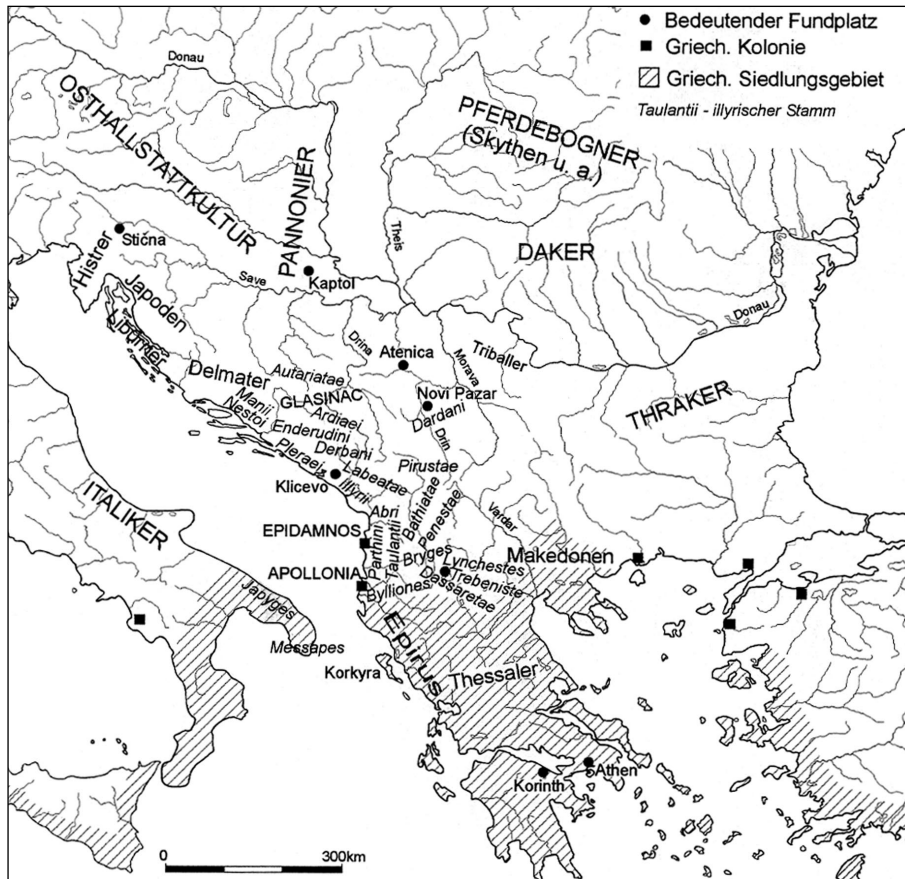 Bedeutender Fundplatz
Griech. Kolonie
Griech. Siedlungsgebiet
Taulantii - illyrischer Stamm
Donau
OSTHALLSTATTKULTUR
PFERDEBOGNER
(Skythen u. a.)
PANNONIER
Theis
Stična
Histrer
DAKER
Kaptol
Save
Japoden
Liburner
Donau
Drina
Atenica
Morava
Triballer
Delmater
Autariatae
GLASINAC
Novi Pazar
Dardani
THRAKER
Manii
Nestoi
Ardiaei
Enderudini
Derbani
Drin
Pleraei
Labeatae
Illyrii
Pirustae
Klicevo
ITALIKER
Abri
Bathiatae
Penestae
Vardar
EPIDAMNOS
Parthini
Taulantii
Bryges
Lynchestes
Makedonen
APOLLONIA
Bylliones
Dassaretae
Trebenište
Japyges
Messapes
Epirus
Korkyra
Thessaler
Athen
Korinth
0
300km